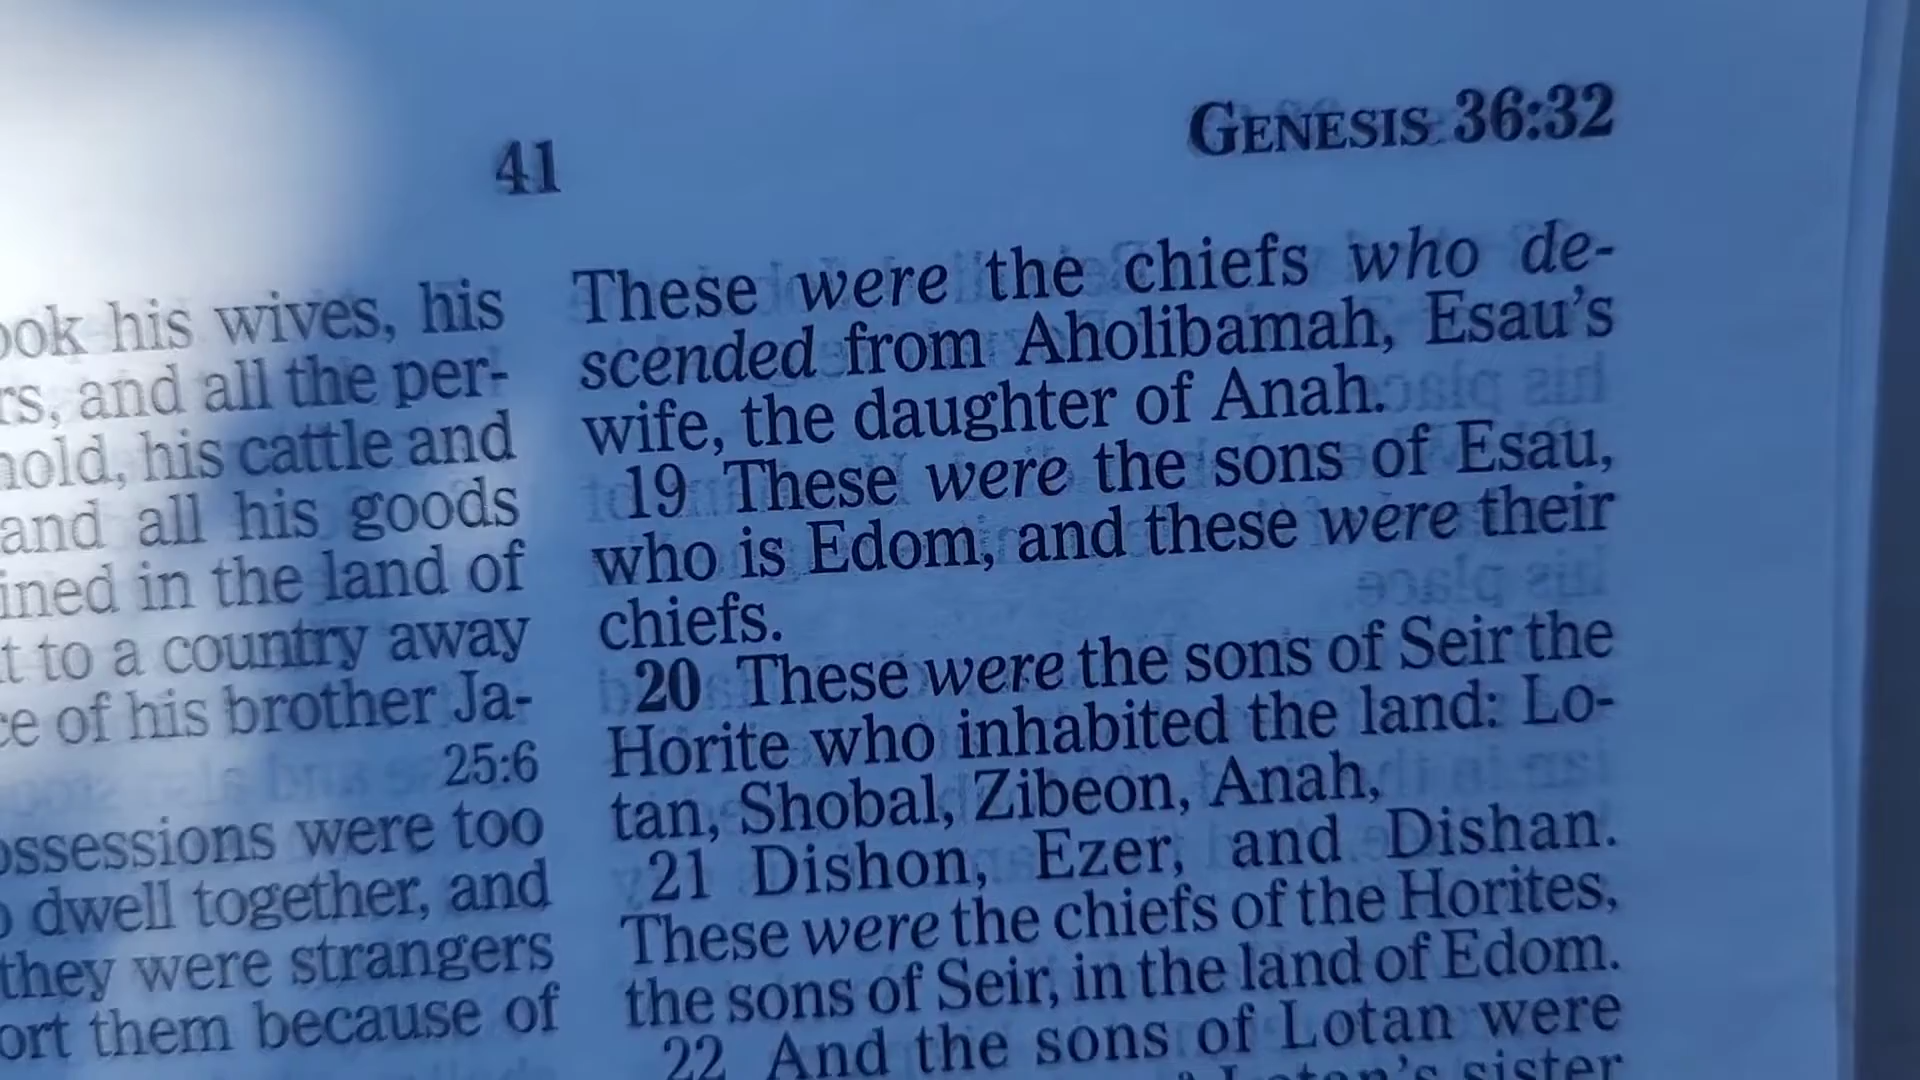 41
GENESIS 36:32
ook his wives, his
rs, and all the per-
hold, his cattle and
and all his goods
ined in the land of
t to a country away
ce of his brother Ja-
25:6
ossessions were too
dwell together, and
they were strangers
ort them because of
These were the chiefs who de-
scended from Aholibamah, Esau's
wife, the daughter of Anah.
19 These were the sons of Esau,
who is Edom, and these were their
chiefs.
20 These were the sons of Seir the
Horite who inhabited the land: Lo-
tan, Shobal, Zibeon, Anah,
21 Dishon, Ezer, and Dishan.
These were the chiefs of the Horites,
the sons of Seir, in the land of Edom.
22 And the sons of Lotan were
Lotan's sister